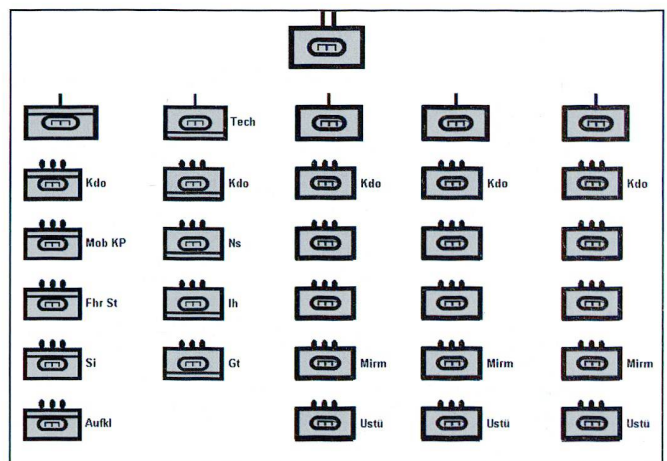 Tech
Kdo Kdo Kdo Kdo Kdo
Mob KP Ns
Fhr St Ih
Si Gt Mirm Mirm Mirm
Aufkl Ustü Ustü Ustü